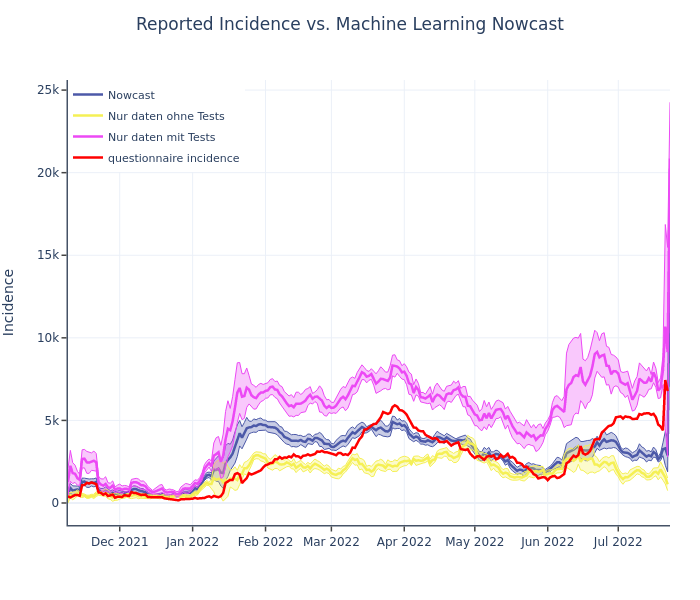 Reported Incidence vs. Machine Learning Nowcast
Nowcast
Nur daten ohne Tests
Nur daten mit Tests
questionnaire incidence
25k
20k
15k
10k
5k
0
Incidence
Dec 2021
Jan 2022
Feb 2022
Mar 2022
Apr 2022
May 2022
Jun 2022
Jul 2022